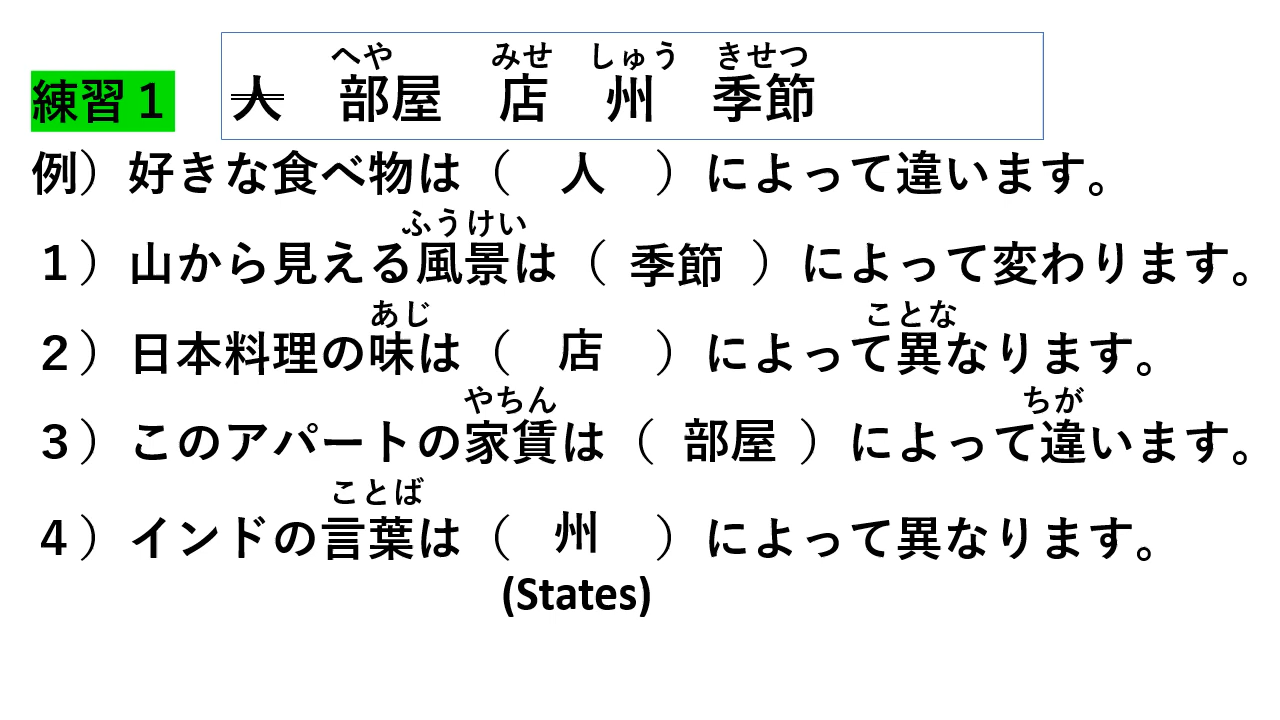 へや みせ しゅう きせつ
練習１ 人 部屋 店 州 季節
例）好きな食べ物は（ 人 ）によって違います。
ふうけい
１）山から見える風景は（ 季節 ）によって変わります。
あじ ことな
２）日本料理の味は（ 店 ）によって異なります。
やちん ちが
３）このアパートの家賃は（ 部屋 ）によって違います。
ことば
４）インドの言葉は（ 州 ）によって異なります。
(States)